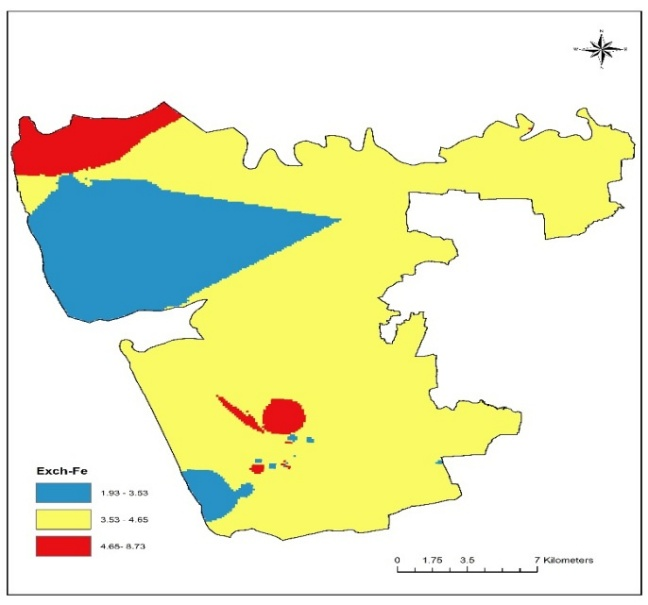 N
W E
S
Exch-Fe
1.93 - 3.53
3.53 - 4.65
4.65- 8.73
0 1.75 3.5 7 Kilometers